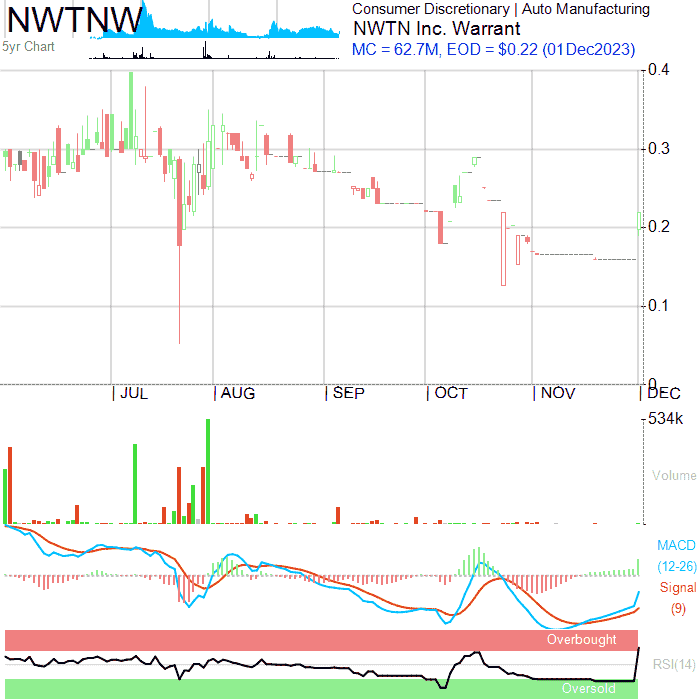 NWTNW
5yr Chart
Consumer Discretionary | Auto Manufacturing
NWTN Inc. Warrant
MC = 62.7M, EOD = $0.22 (01Dec2023)
0.4
0.3
0.2
0.1
0
JUL AUG SEP OCT NOV DEC
534k
Volume
MACD
(12-26)
Signal
(9)
Overbought
RSI(14)
Oversold